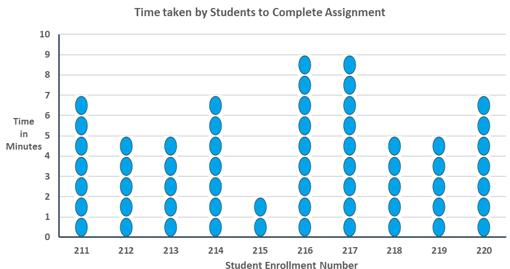 Time taken by Students to Complete Assignment
10
9
8
7
6
5
4
3
2
1
0
Time
in
Minutes
211 212 213 214 215 216 217 218 219 220
Student Enrollment Number